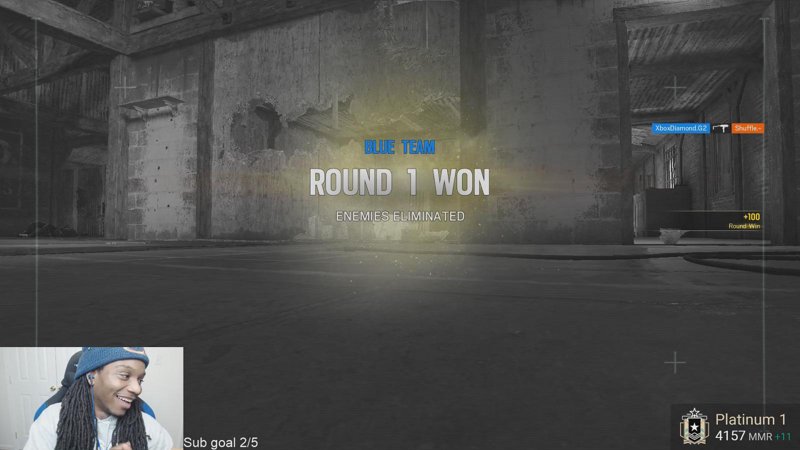 BLUE TEAM
ROUND 1 WON
ENEMIES ELIMINATED
XboxDiamond.G2 Shuffle.-
+100
Round Win
Sub goal 2/5
Platinum 1
4157 MMR +11